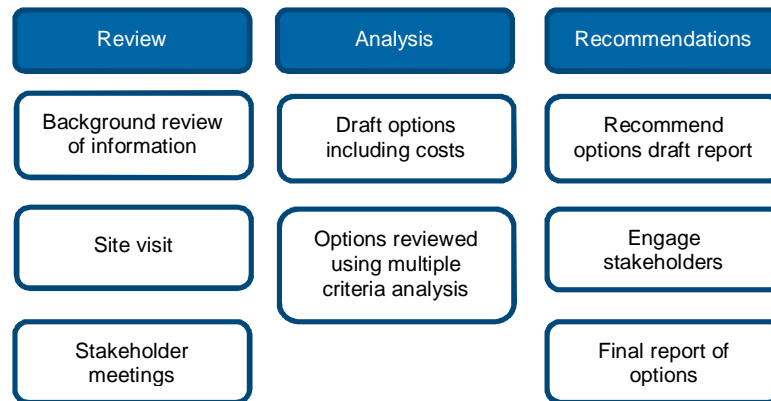 Review
Background review
of information
Site visit
Stakeholder
meetings
Analysis
Draft options
including costs
Options reviewed
using multiple
criteria analysis
Recommendations
Recommend
options draft report
Engage
stakeholders
Final report of
options